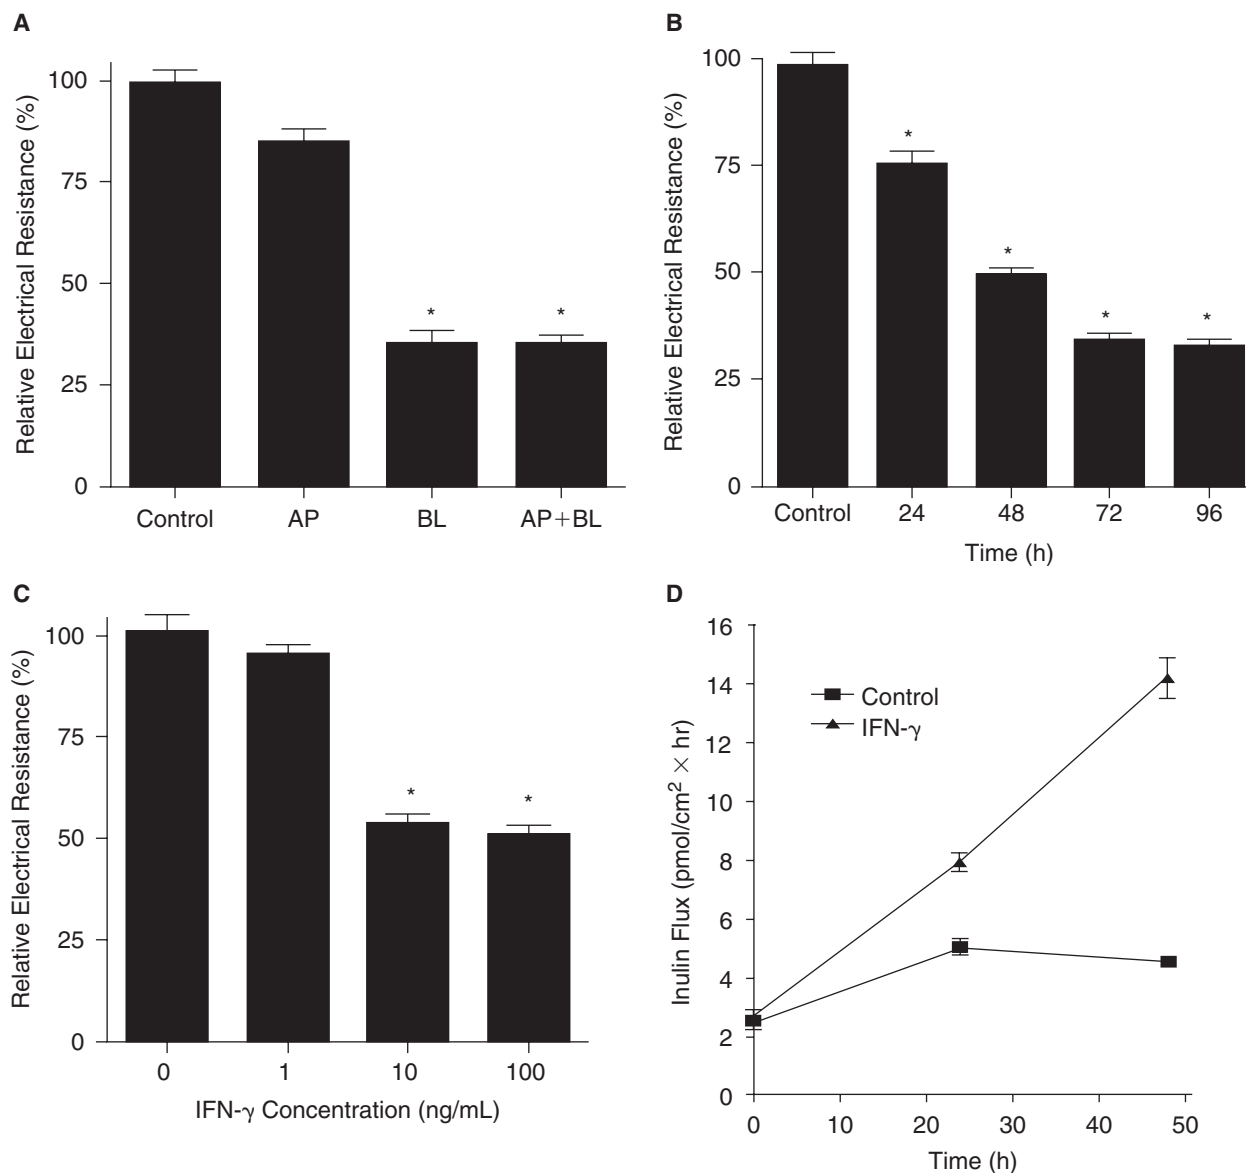 A
Relative Electrical Resistance (%)
100
75
50
25
0
*
*
Control AP BL AP+BL
B
Relative Electrical Resistance (%)
100
75
50
25
0
*
*
*
*
Control 24 48 72 96
Time (h)
C
Relative Electrical Resistance (%)
100
75
50
25
0
*
*
0 1 10 100
IFN-γ Concentration (ng/mL)
D
Inulin Flux (pmol/cm² × hr)
16
14
12
10
8
6
4
2
0
Control
IFN-γ
0 10 20 30 40 50
Time (h)